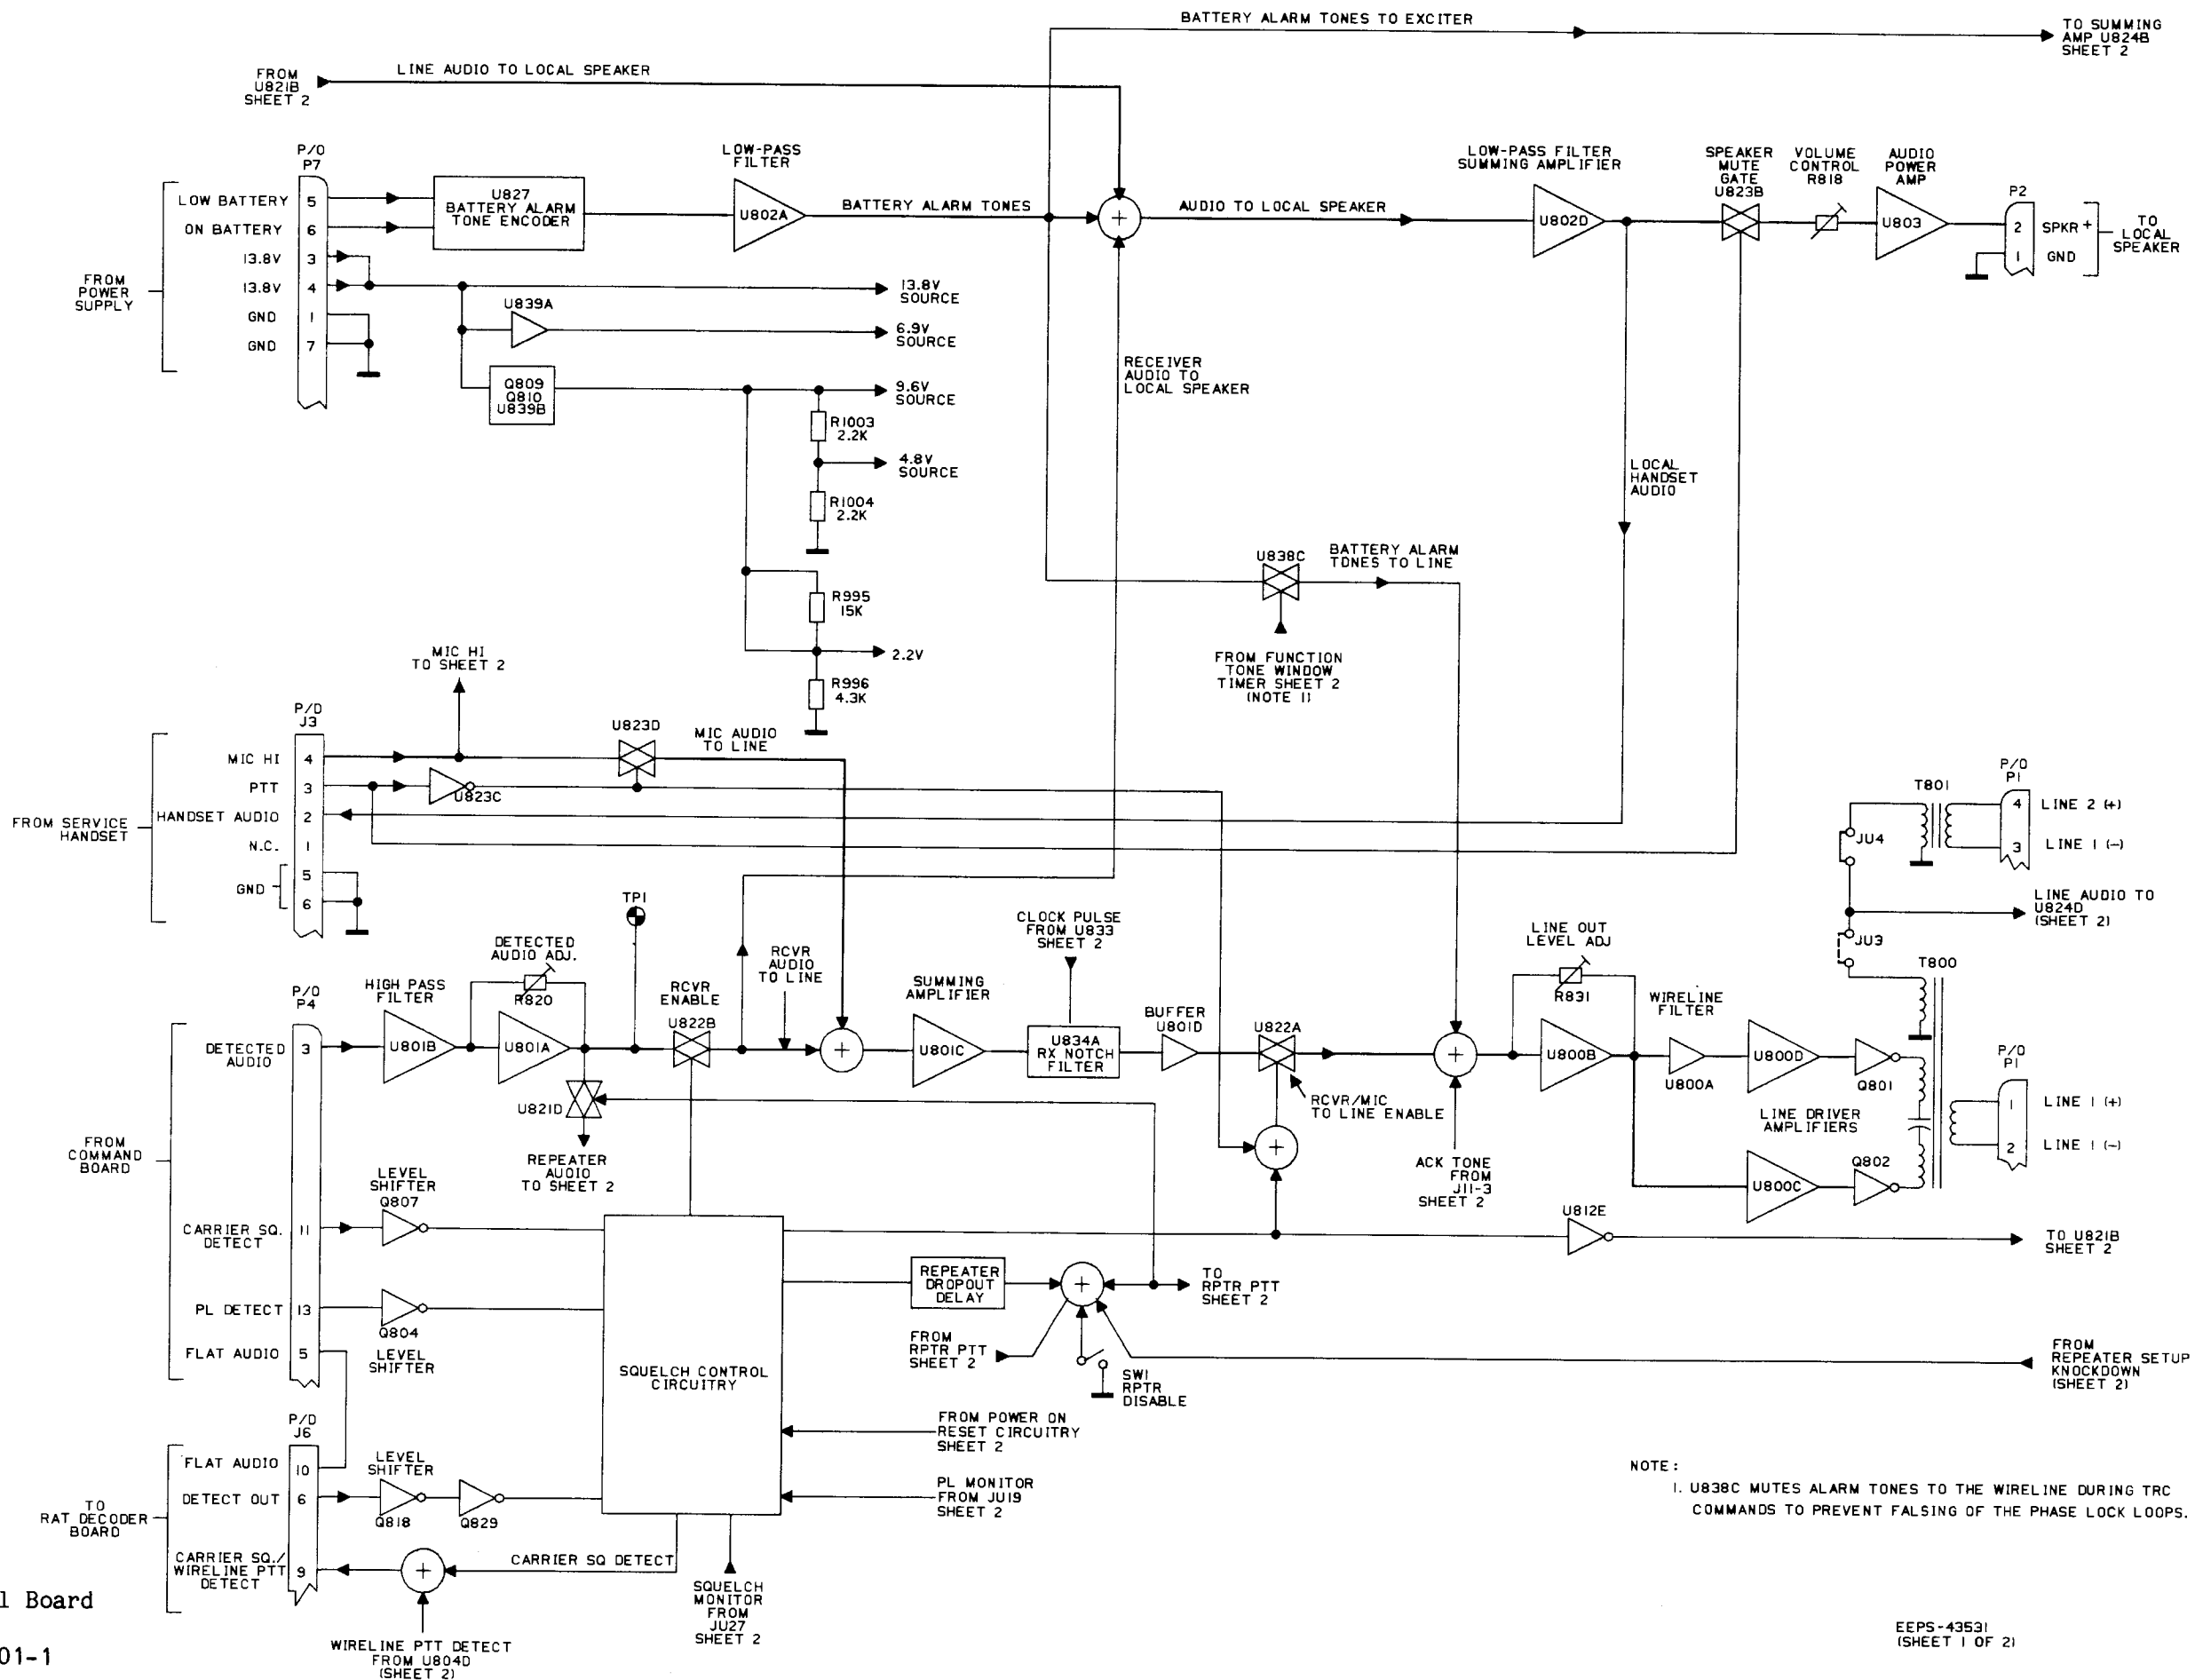 BATTERY ALARM TONES TO EXCITER
TO SUMMING
AMP U824B
SHEET 2
FROM
U821B
SHEET 2
LINE AUDIO TO LOCAL SPEAKER
P/O
P7
LOW BATTERY
5
ON BATTERY
6
13.8V
3
13.8V
4
GND
1
GND
7
FROM
POWER
SUPPLY
U827
BATTERY ALARM
TONE ENCODER
LOW-PASS
FILTER
U802A
BATTERY ALARM TONES
+
AUDIO TO LOCAL SPEAKER
LOW-PASS FILTER
SUMMING AMPLIFIER
U802D
SPEAKER
MUTE
GATE
U823B
VOLUME
CONTROL
R818
AUDIO
POWER
AMP
U803
P2
2
SPKR +
1
GND
TO
LOCAL
SPEAKER
13.8V
SOURCE
U839A
6.9V
SOURCE
Q809
Q810
U839B
9.6V
SOURCE
R1003
2.2K
4.8V
SOURCE
R1004
2.2K
R995
15K
2.2V
R996
4.3K
RECEIVER
AUDIO TO
LOCAL SPEAKER
LOCAL
HANDSET
AUDIO
U838C
BATTERY ALARM
TONES TO LINE
FROM FUNCTION
TONE WINDOW
TIMER SHEET 2
(NOTE 1)
MIC HI
TO SHEET 2
P/O
J3
MIC HI
4
PTT
3
HANDSET AUDIO
2
N.C.
1
GND
5
6
FROM SERVICE
HANDSET
U823D
MIC AUDIO
TO LINE
U823C
T801
P/O
P1
4
LINE 2 (+)
3
LINE 1 (-)
JU4
LINE AUDIO TO
U824D
(SHEET 2)
JU3
T800
P/O
P1
1
LINE 1 (+)
2
LINE 1 (-)
P/O
P4
DETECTED
AUDIO
3
HIGH PASS
FILTER
U801B
DETECTED
AUDIO ADJ.
R820
U801A
TP1
RCVR
ENABLE
U822B
RCVR
AUDIO
TO LINE
+
SUMMING
AMPLIFIER
U801C
CLOCK PULSE
FROM U833
SHEET 2
U834A
RX NOTCH
FILTER
BUFFER
U801D
U822A
RCVR/MIC
TO LINE ENABLE
+
+
ACK TONE
FROM
J11-3
SHEET 2
LINE OUT
LEVEL ADJ
R831
U800B
WIRELINE
FILTER
U800A
U800D
Q801
LINE DRIVER
AMPLIFIERS
U800C
Q802
U821D
REPEATER
AUDIO
TO SHEET 2
FROM
COMMAND
BOARD
LEVEL
SHIFTER
Q807
CARRIER SQ.
DETECT
11
PL DETECT
13
Q804
LEVEL
SHIFTER
FLAT AUDIO
5
SQUELCH CONTROL
CIRCUITRY
REPEATER
DROPOUT
DELAY
+
TO
RPTR PTT
SHEET 2
FROM
RPTR PTT
SHEET 2
SW1
RPTR
DISABLE
U812E
TO U821B
SHEET 2
FROM
REPEATER SETUP
KNOCKDOWN
(SHEET 2)
FROM POWER ON
RESET CIRCUITRY
SHEET 2
PL MONITOR
FROM JU19
SHEET 2
P/O
J6
FLAT AUDIO
10
DETECT OUT
6
LEVEL
SHIFTER
Q818
Q829
CARRIER SQ./
WIRELINE PTT
DETECT
9
TO
RAT DECODER
BOARD
+
CARRIER SQ DETECT
WIRELINE PTT DETECT
FROM U804D
(SHEET 2)
SQUELCH
MONITOR
FROM
JU27
SHEET 2
NOTE:
1. U838C MUTES ALARM TONES TO THE WIRELINE DURING TRC
COMMANDS TO PREVENT FALSING OF THE PHASE LOCK LOOPS.
l Board
01-1
EEPS-43531
(SHEET 1 OF 2)